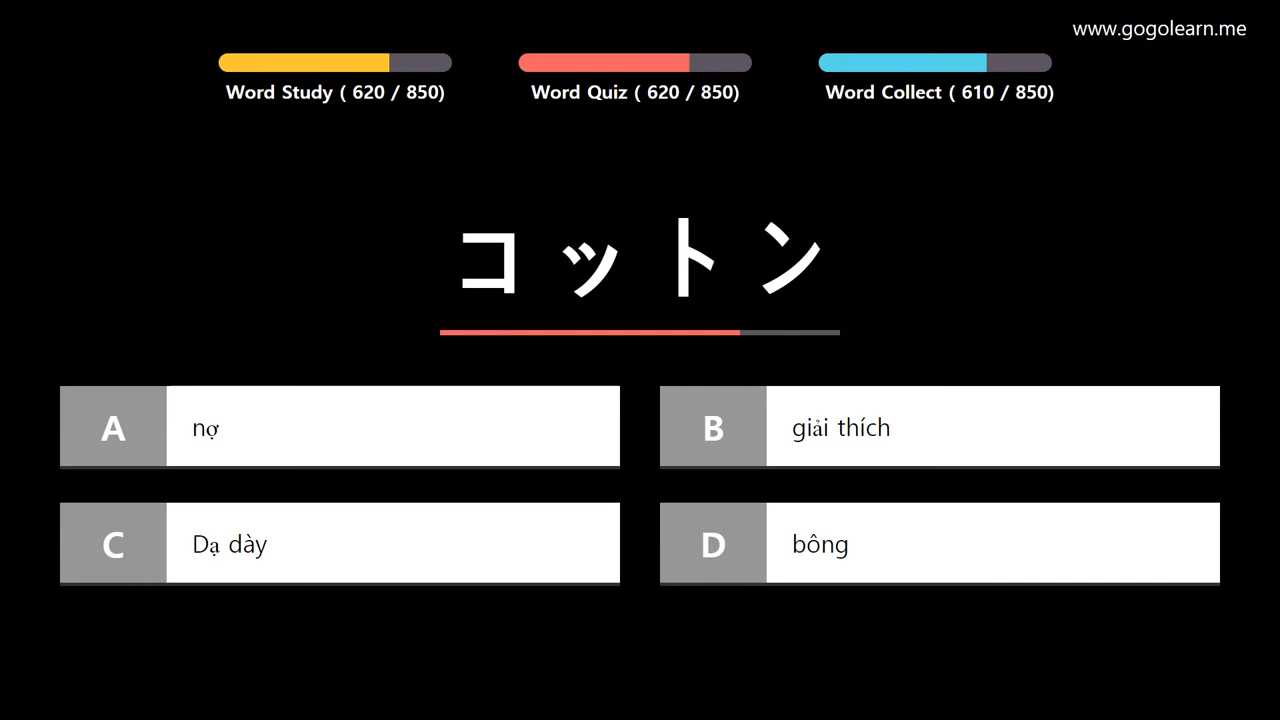 www.gogolearn.me
Word Study ( 620 / 850)
Word Quiz ( 620 / 850)
Word Collect ( 610 / 850)
コットン
A nợ
B giải thích
C Dạ dày
D bông